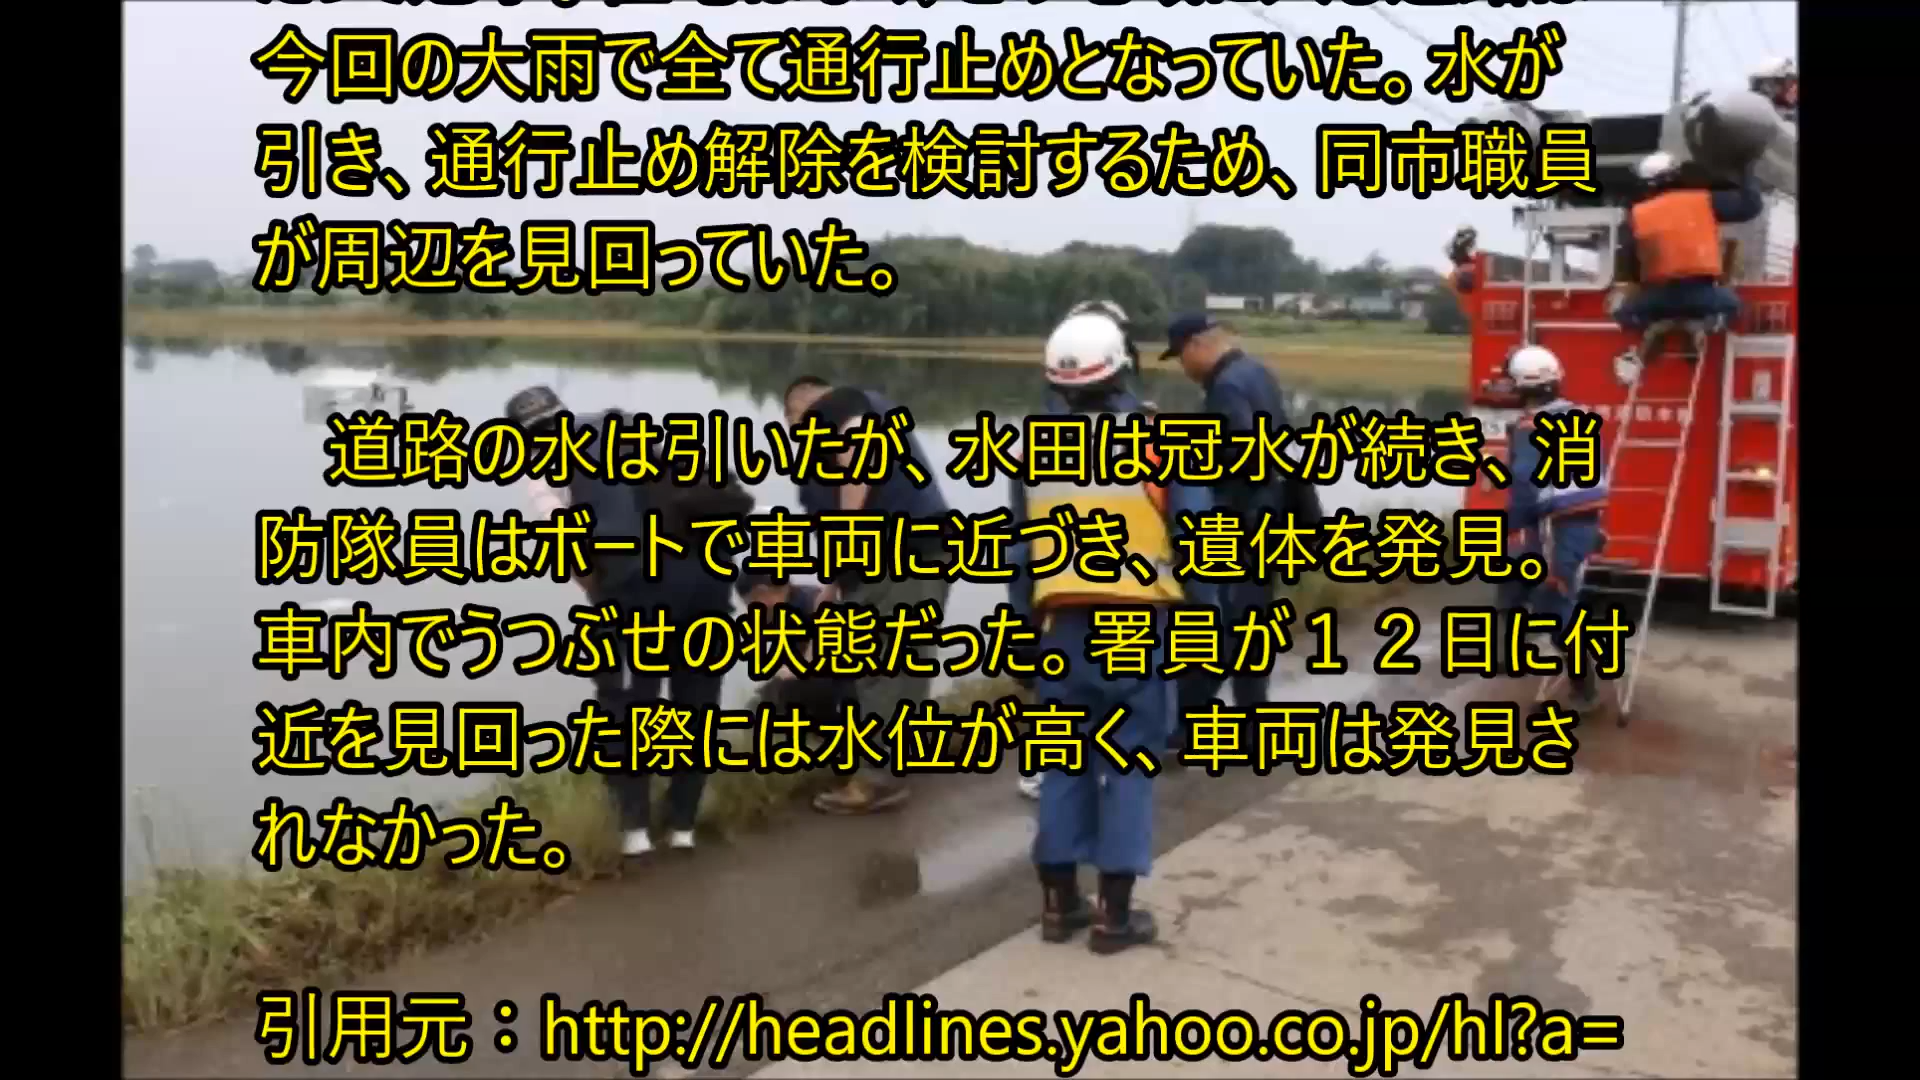 今回の大雨で全て通行止めとなっていた。水が
引き、通行止め解除を検討するため、同市職員
が周辺を見回っていた。
道路の水は引いたが、水田は冠水が続き、消
防隊員はボートで車両に近づき、遺体を発見。
車内でうつぶせの状態だった。署員が１２日に付
近を見回った際には水位が高く、車両は発見さ
れなかった。
引用元：http://headlines.yahoo.co.jp/hl?a=